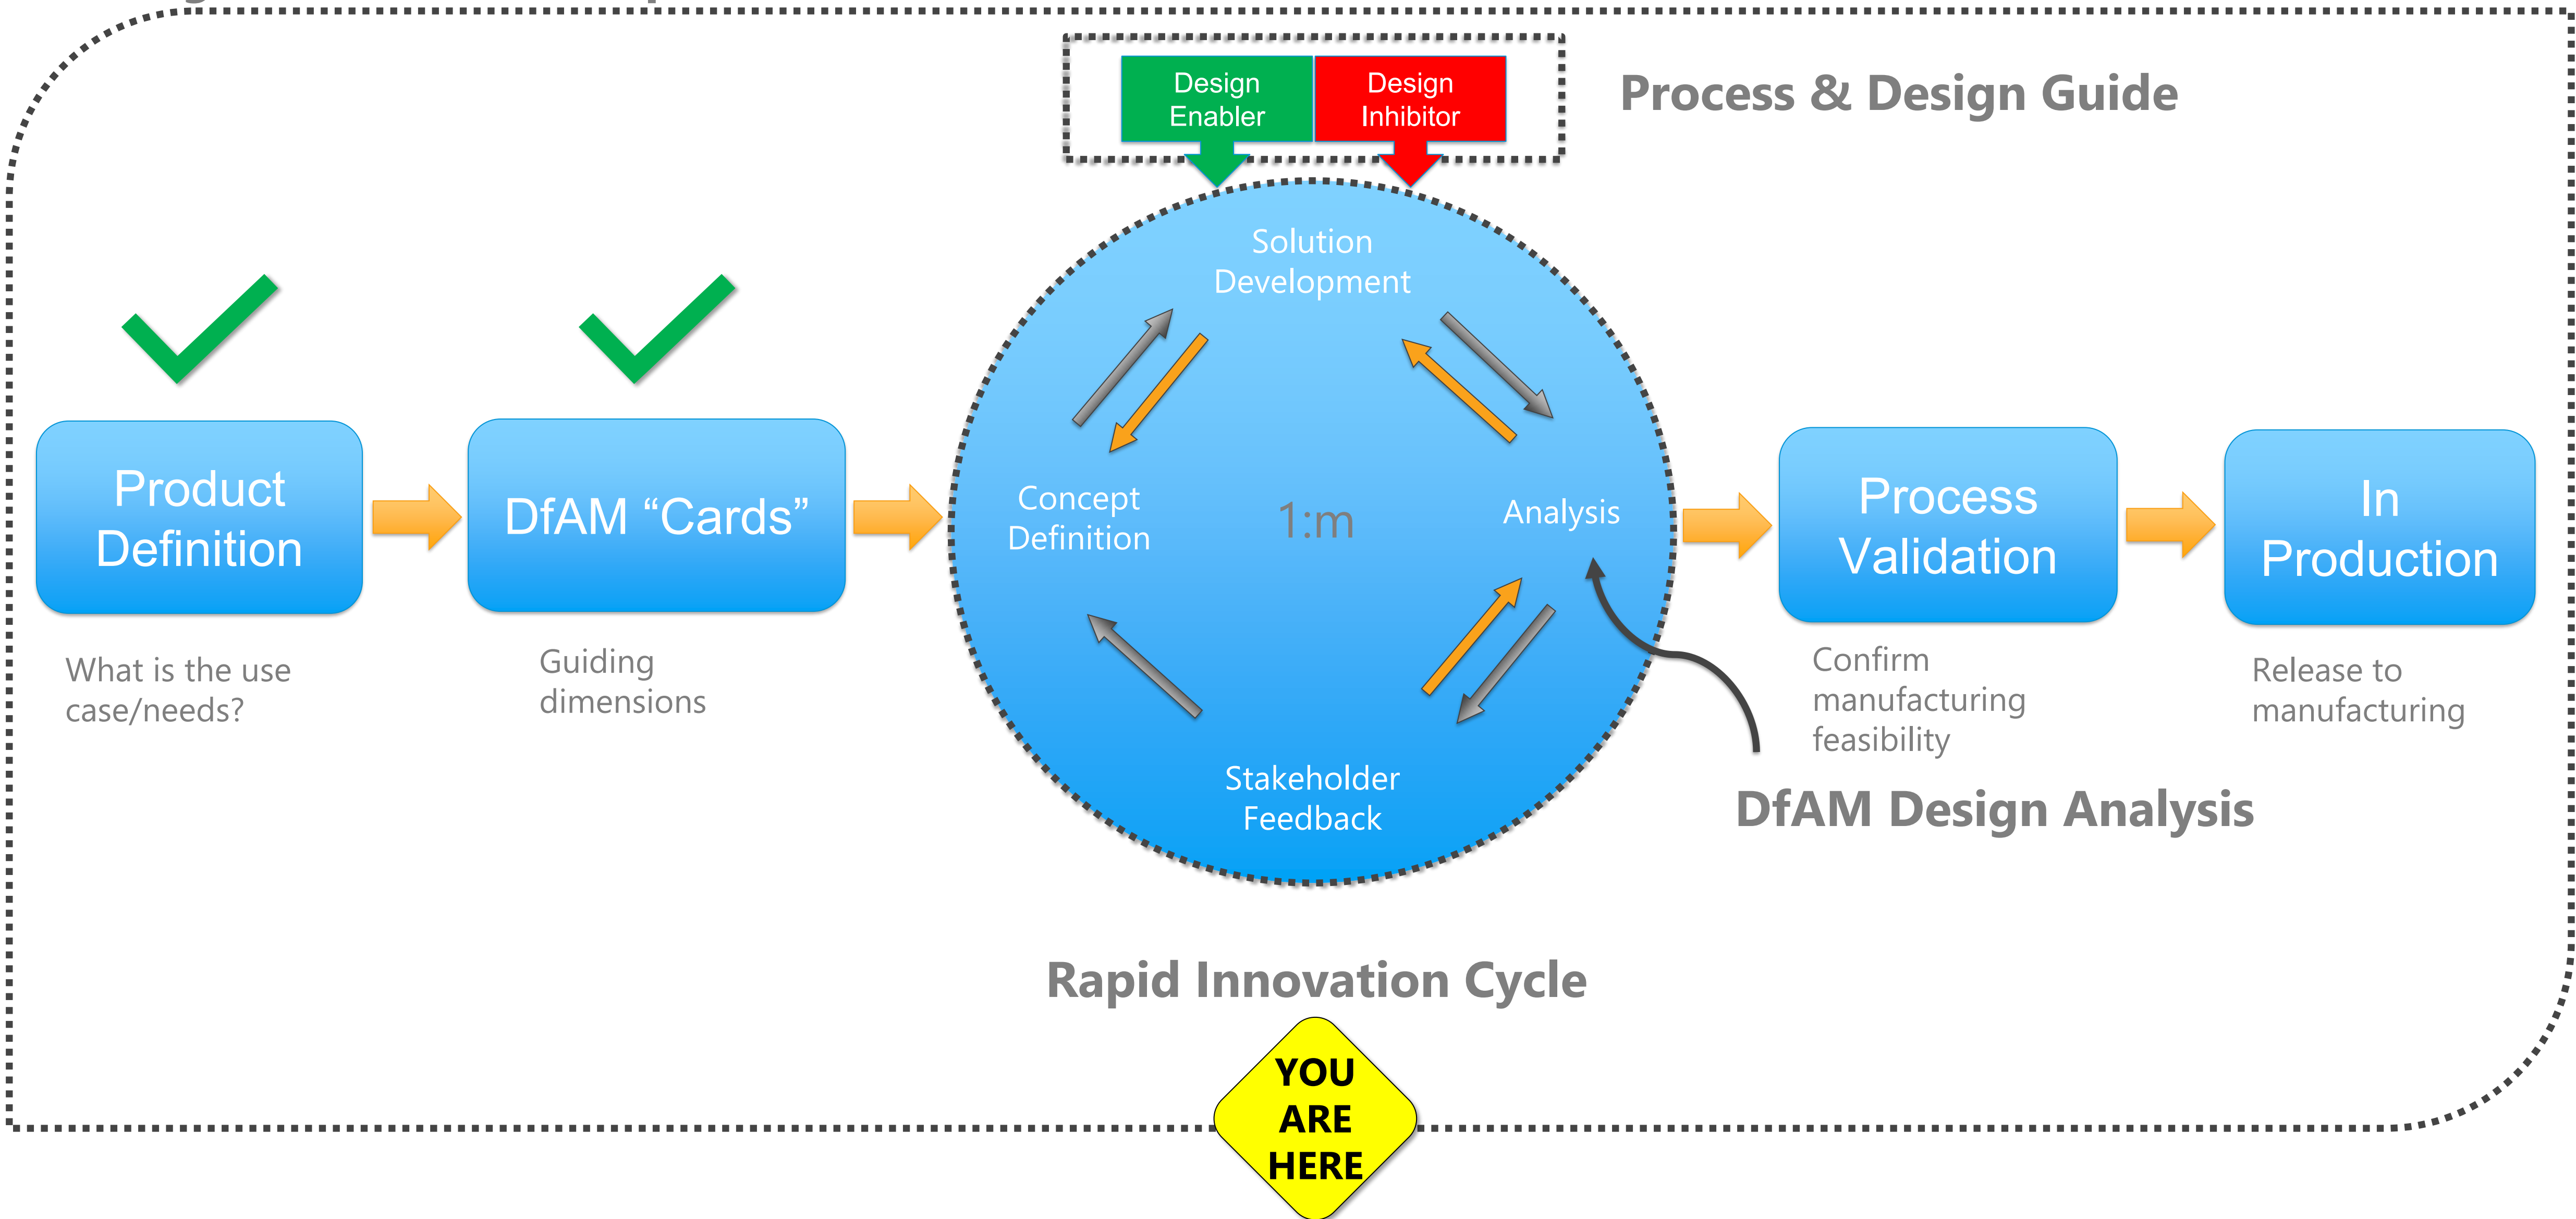 Design
Enabler
Design
Inhibitor
Process & Design Guide
Solution
Development
Product
Definition
DfAM “Cards”
Concept
Definition
1:m
Analysis
Process
Validation
In
Production
What is the use
case/needs?
Guiding
dimensions
Confirm
manufacturing
feasibility
Release to
manufacturing
Stakeholder
Feedback
DfAM Design Analysis
Rapid Innovation Cycle
YOU
ARE
HERE